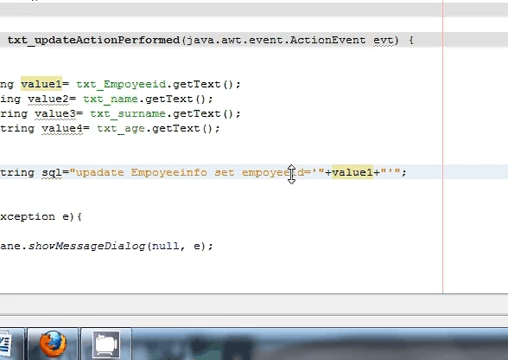 txt_updateActionPerformed(java.awt.event.ActionEvent evt) {
ng value1= txt_Empoyeeid.getText();
ing value2= txt_name.getText();
ring value3= txt_surname.getText();
tring value4= txt_age.getText();
tring sql="upadate Empoyeeinfo set empoyeeid='"+value1+"'";
xception e){
ane.showMessageDialog(null, e);